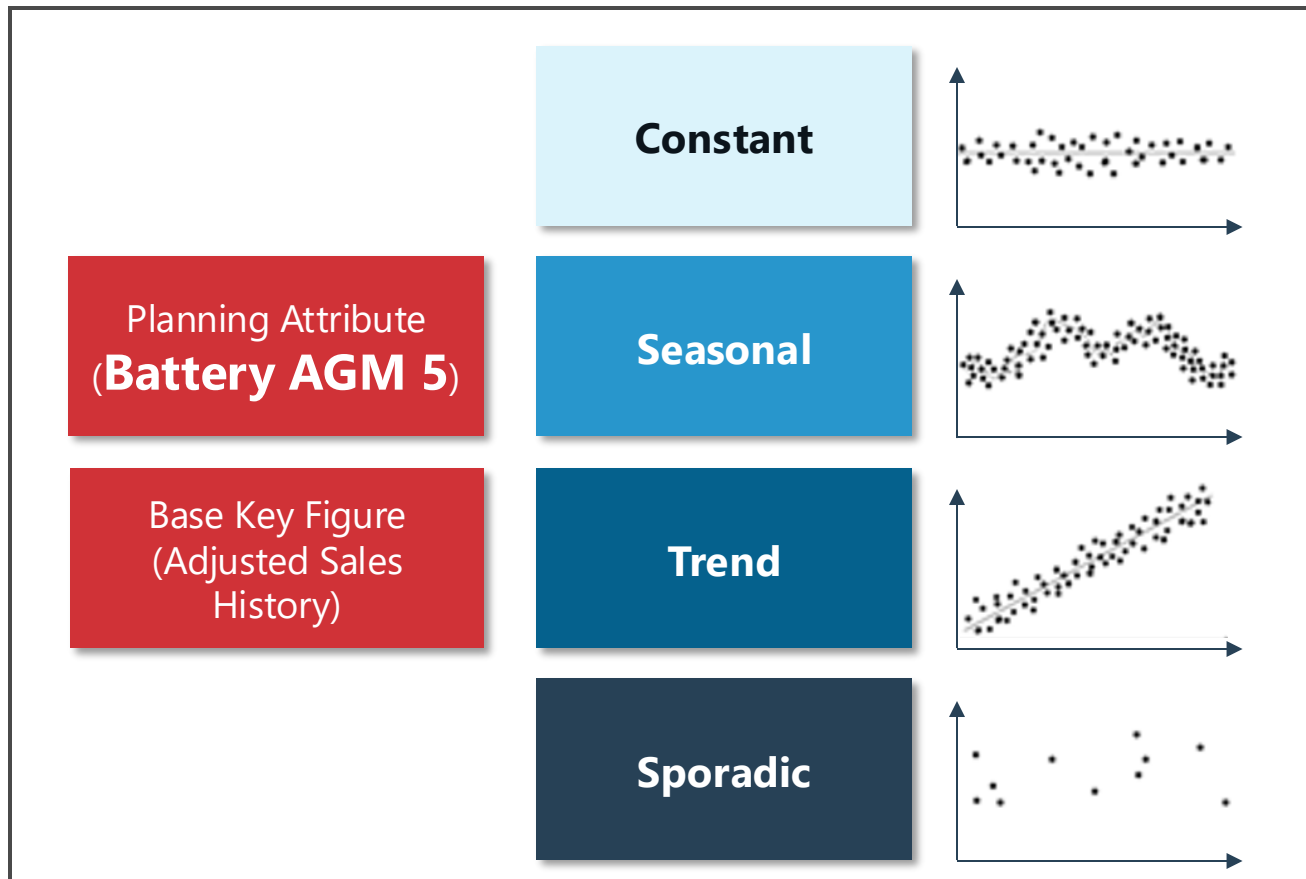 Constant
Planning Attribute
(Battery AGM 5)
Seasonal
Base Key Figure
(Adjusted Sales
History)
Trend
Sporadic